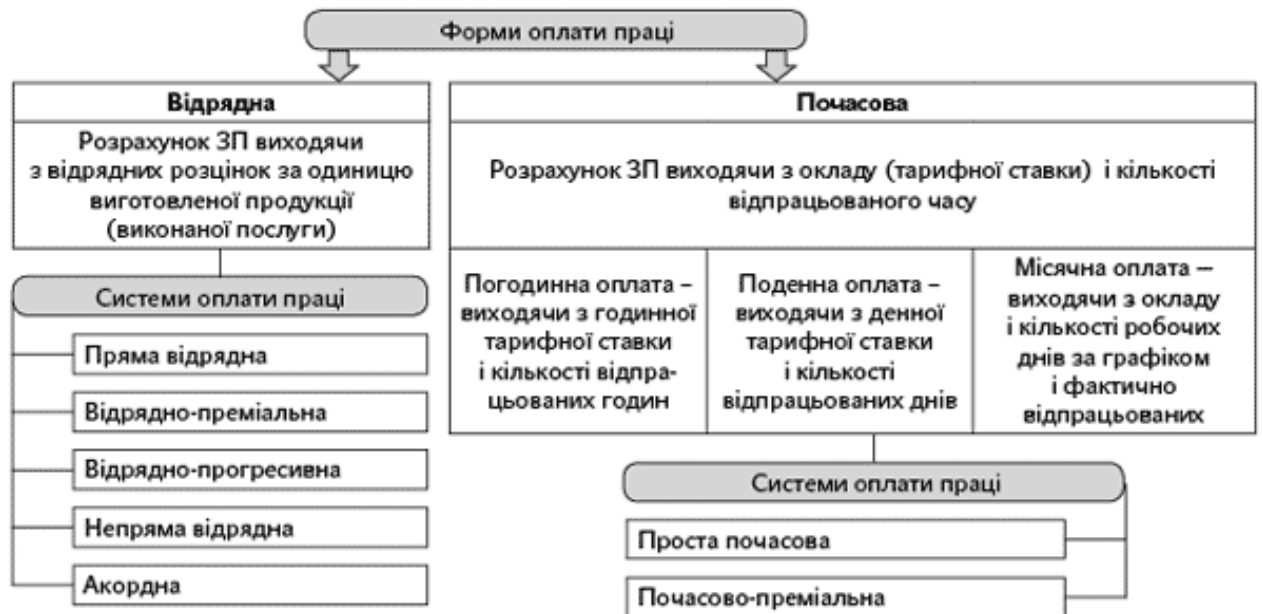 Форми оплати праці
Відрядна
Розрахунок ЗП виходячи
з відрядних розцінок за одиницю
виготовленої продукції
(виконаної послуги)
Системи оплати праці
Пряма відрядна
Відрядно-преміальна
Відрядно-прогресивна
Непряма відрядна
Акордна
Почасова
Розрахунок ЗП виходячи з окладу (тарифної ставки) і кількості
відпрацьованого часу
Погодинна оплата –
виходячи з годинної
тарифної ставки
і кількості відпра-
цьованих годин
Поденна оплата –
виходячи з денної
тарифної ставки
і кількості
відпрацьованих днів
Місячна оплата —
виходячи з окладу
і кількості робочих
днів за графіком
і фактично
відпрацьованих
Системи оплати праці
Проста почасова
Почасово-преміальна